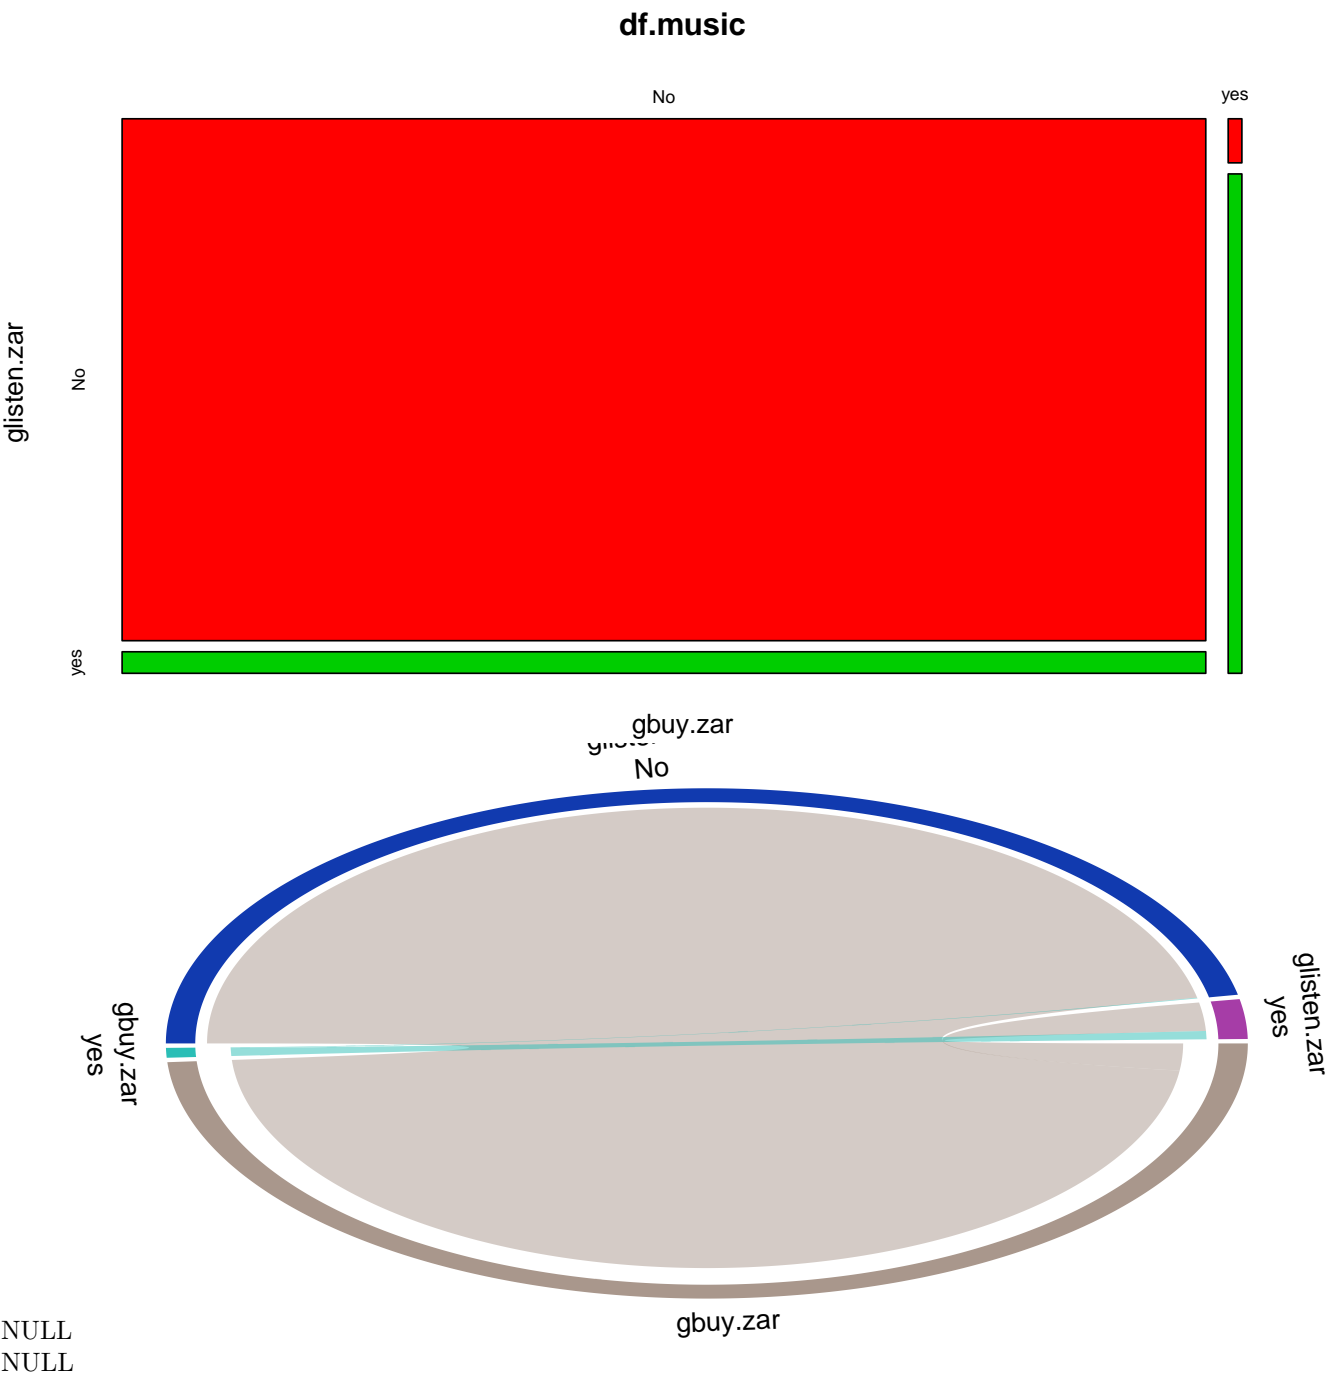 df.music
No
yes
glisten.zar
No
yes
gbuy.zar
No
glisten.zar
yes
gbuy.zar
yes
gbuy.zar
NULL
NULL